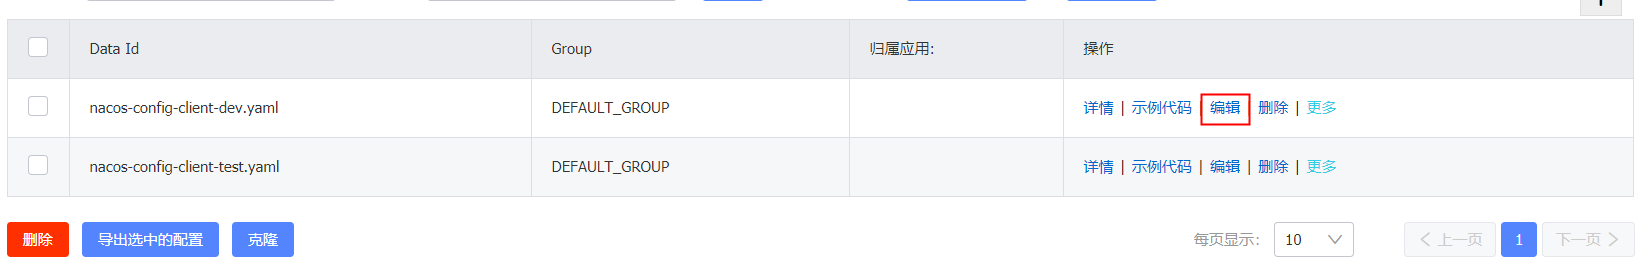 Data Id Group 归属应用: 操作
nacos-config-client-dev.yaml DEFAULT_GROUP 详情 | 示例代码 | 编辑 | 删除 | 更多
nacos-config-client-test.yaml DEFAULT_GROUP 详情 | 示例代码 | 编辑 | 删除 | 更多
删除 导出选中的配置 克隆 每页显示: 10 上一页 1 下一页